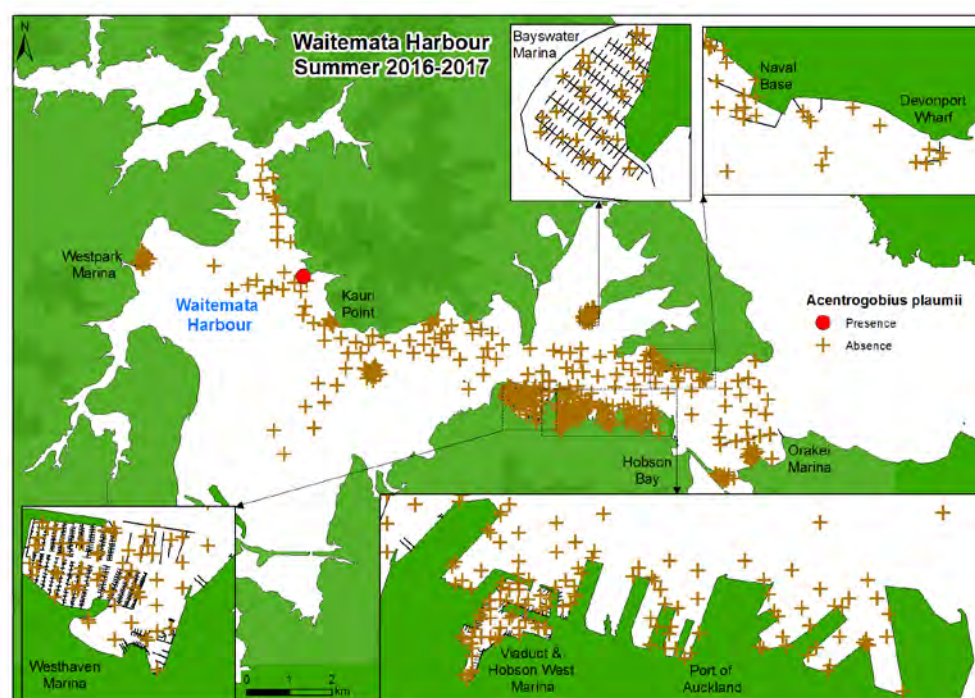 N
Waitemata Harbour
Summer 2016-2017
Bayswater
Marina
Naval
Base
Devonport
Wharf
Westpark
Marina
Waitemata
Harbour
Kauri
Point
Acentrogobius plaumii
Presence
Absence
Hobson
Bay
Orakei
Marina
Westhaven
Marina
0 1 2
km
Viaduct &
Hobson West
Marina
Port of
Auckland